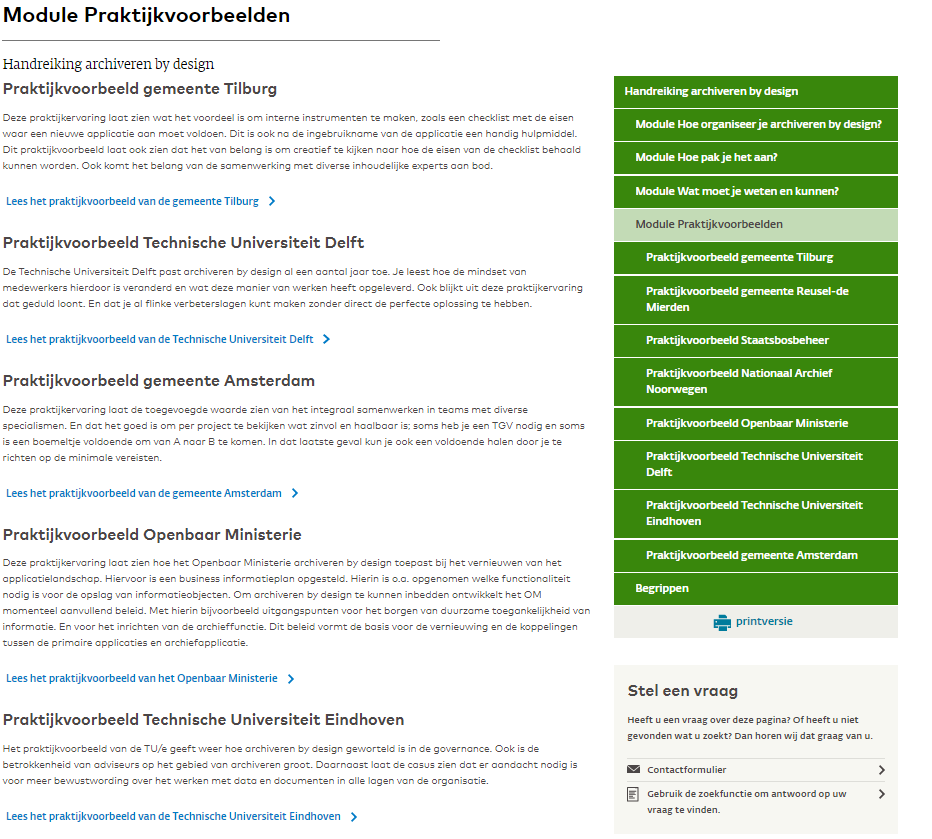 Module Praktijkvoorbeelden
Handreiking archiveren by design
Praktijkvoorbeeld gemeente Tilburg
Deze praktijkervaring laat zien wat het voordeel is om interne instrumenten te maken, zoals een checklist met de eisen
waar een nieuwe applicatie aan moet voldoen. Dit is ook na de ingebruikname van de applicatie een handig hulpmiddel.
Dit praktijkvoorbeeld laat ook zien dat het van belang is om creatief te kijken naar hoe de eisen van de checklist behaald
kunnen worden. Ook komt het belang van de samenwerking met diverse inhoudelijke experts aan bod.
Lees het praktijkvoorbeeld van de gemeente Tilburg
Praktijkvoorbeeld Technische Universiteit Delft
De Technische Universiteit Delft past archiveren by design al een aantal jaar toe. Je leest hoe de mindset van
medewerkers hierdoor is veranderd en wat deze manier van werken heeft opgeleverd. Ook blijkt uit deze praktijkervaring
dat geduld loont. En dat je al flinke verbeterslagen kunt maken zonder direct de perfecte oplossing te hebben.
Lees het praktijkvoorbeeld van de Technische Universiteit Delft
Praktijkvoorbeeld gemeente Amsterdam
Deze praktijkervaring laat de toegevoegde waarde zien van het integraal samenwerken in teams met diverse
specialismen. En dat het goed is om per project te bekijken wat zinvol en haalbaar is; soms heb je een TGV nodig en soms
is een boemeltje voldoende om van A naar B te komen. In dat laatste geval kun je ook een voldoende halen door je te
richten op de minimale vereisten.
Lees het praktijkvoorbeeld van de gemeente Amsterdam
Praktijkvoorbeeld Openbaar Ministerie
Deze praktijkervaring laat zien hoe het Openbaar Ministerie archiveren by design toepast bij het vernieuwen van het
applicatielandschap. Hiervoor is een business informatieplan opgesteld. Hierin is o.a. opgenomen welke functionaliteit
nodig is voor de opslag van informatieobjecten. Om archiveren by design te kunnen inbedden ontwikkelt het OM
momenteel aanvullend beleid. Met hierin bijvoorbeeld uitgangspunten voor het borgen van duurzame toegankelijkheid van
informatie. En voor het inrichten van de archieffunctie. Dit beleid vormt de basis voor de vernieuwing en de koppelingen
tussen de primaire applicaties en archiefapplicatie.
Lees het praktijkvoorbeeld van het Openbaar Ministerie
Praktijkvoorbeeld Technische Universiteit Eindhoven
Het praktijkvoorbeeld van de TU/e geeft weer hoe archiveren by design geworteld is in de governance. Ook is de
betrokkenheid van adviseurs op het gebied van archiveren groot. Daarnaast laat de casus zien dat er aandacht nodig is
voor meer bewustwording over het werken met data en documenten in alle lagen van de organisatie.
Lees het praktijkvoorbeeld van de Technische Universiteit Eindhoven
Handreiking archiveren by design
Module Hoe organiseer je archiveren by design?
Module Hoe pak je het aan?
Module Wat moet je weten en kunnen?
Module Praktijkvoorbeelden
Praktijkvoorbeeld gemeente Tilburg
Praktijkvoorbeeld gemeente Reusel-de
Mierden
Praktijkvoorbeeld Staatsbosbeheer
Praktijkvoorbeeld Nationaal Archief
Noorwegen
Praktijkvoorbeeld Openbaar Ministerie
Praktijkvoorbeeld Technische Universiteit
Delft
Praktijkvoorbeeld Technische Universiteit
Eindhoven
Praktijkvoorbeeld gemeente Amsterdam
Begrippen
printversie
Stel een vraag
Heeft u een vraag over deze pagina? Of heeft u niet
gevonden wat u zoekt? Dan horen wij dat graag van u.
Contactformulier
Gebruik de zoekfunctie om antwoord op uw
vraag te vinden.